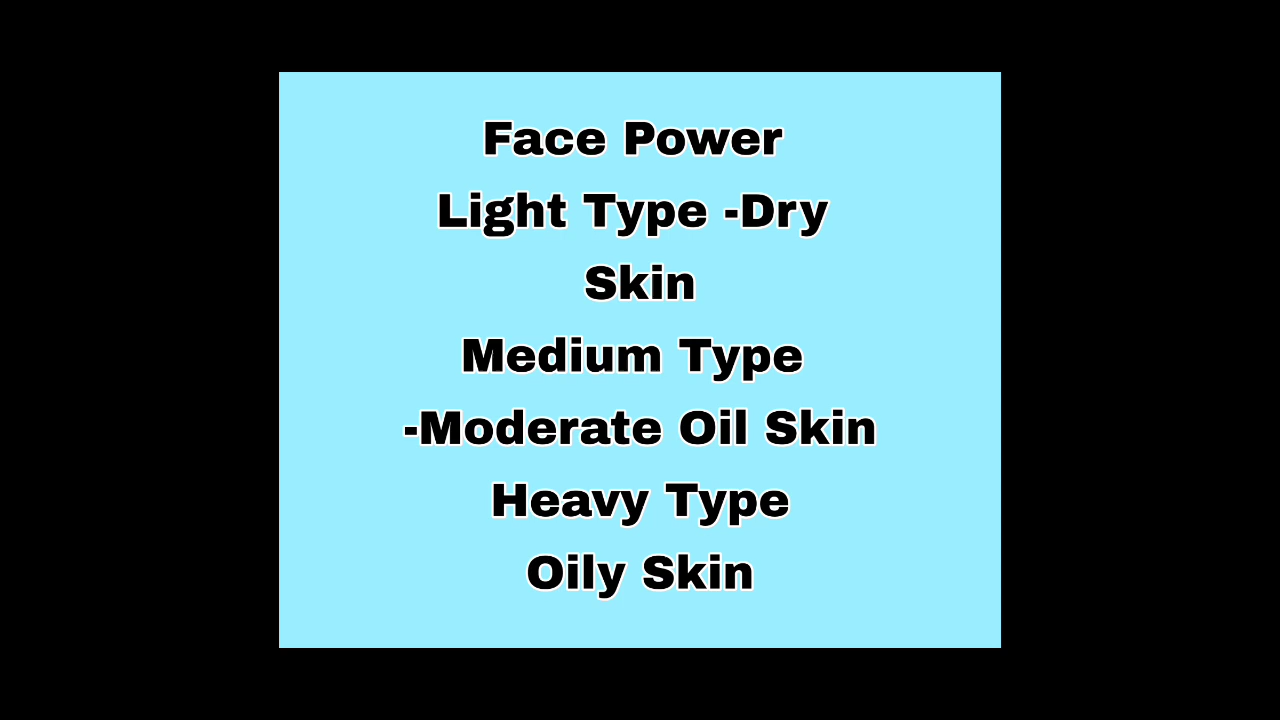 Face Power
Light Type -Dry
Skin
Medium Type
-Moderate Oil Skin
Heavy Type
Oily Skin